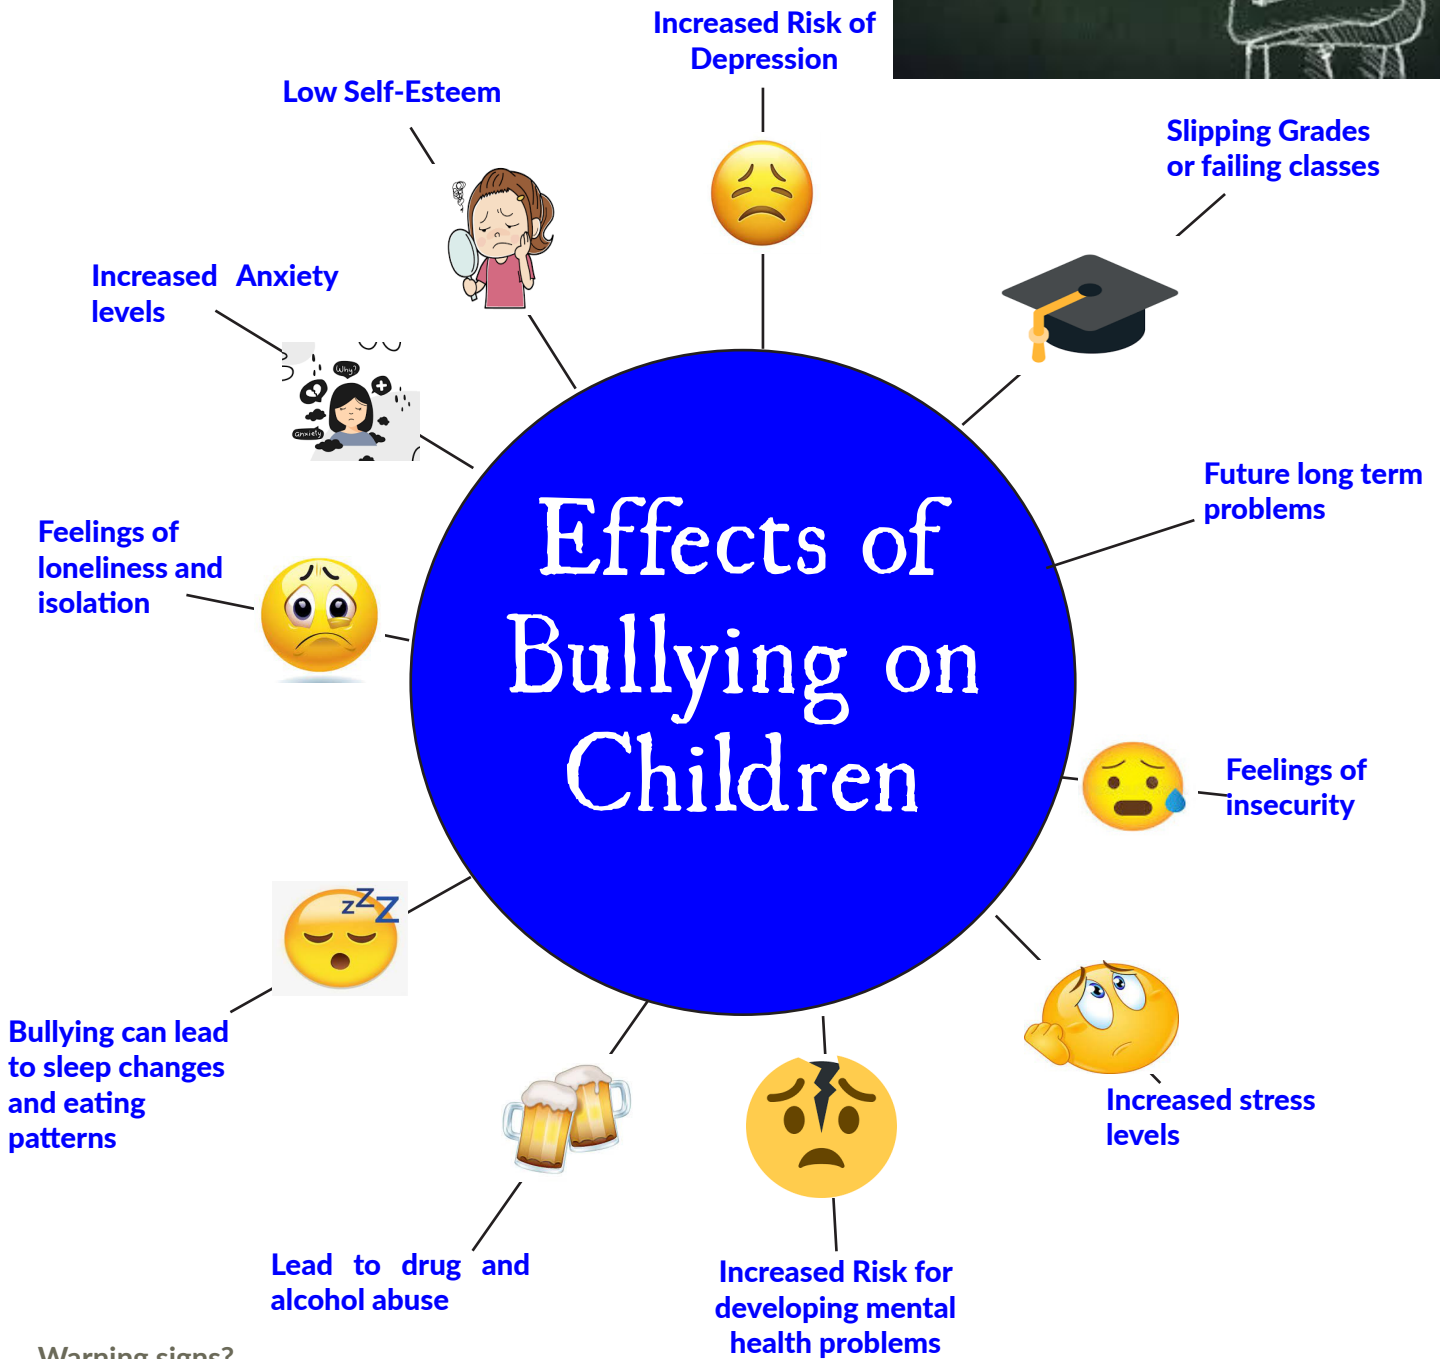 Increased Risk of
Depression
Low Self-Esteem
Slipping Grades
or failing classes
Increased Anxiety
levels
Why?
anxiety
Future long term
problems
Feelings of
loneliness and
isolation
Effects of
Bullying on
Children
Feelings of
insecurity
zZZ
Bullying can lead
to sleep changes
and eating
patterns
Increased stress
levels
Lead to drug and
alcohol abuse
Increased Risk for
developing mental
health problems
Warning signs?